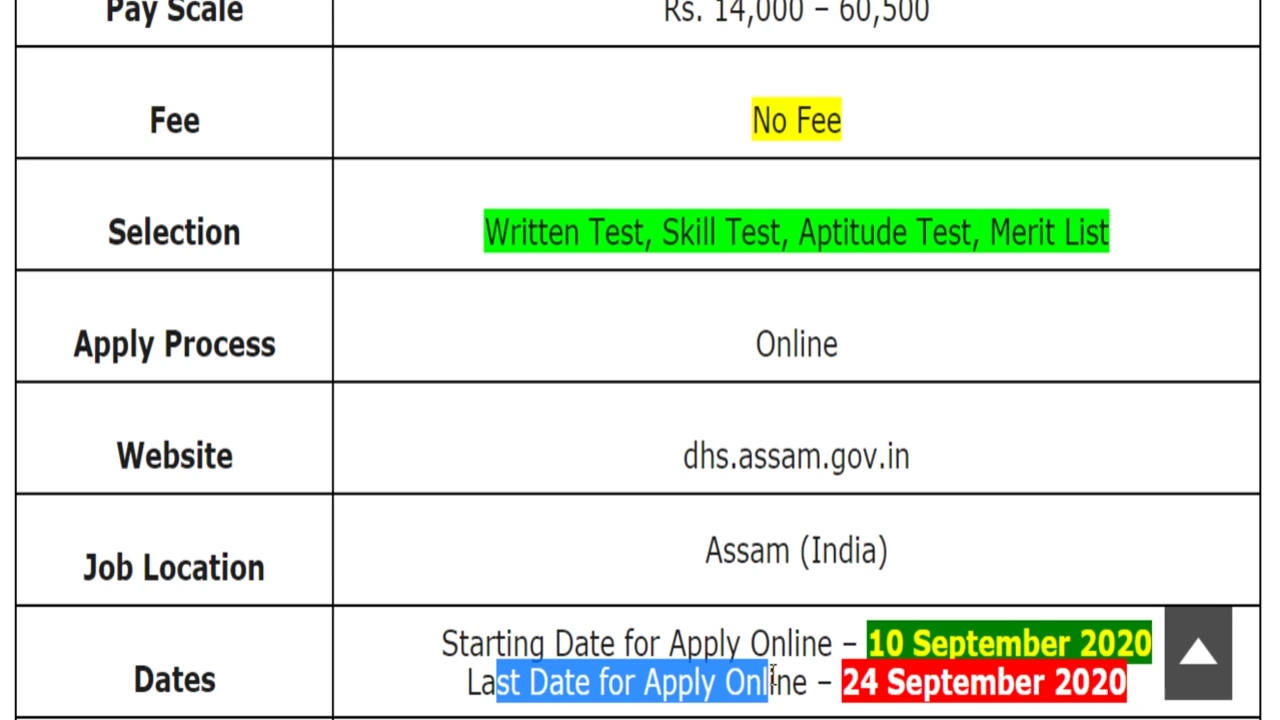 Pay Scale
Rs. 14,000 – 60,500
Fee
No Fee
Selection
Written Test, Skill Test, Aptitude Test, Merit List
Apply Process
Online
Website
dhs.assam.gov.in
Job Location
Assam (India)
Dates
Starting Date for Apply Online – 10 September 2020
Last Date for Apply Online – 24 September 2020